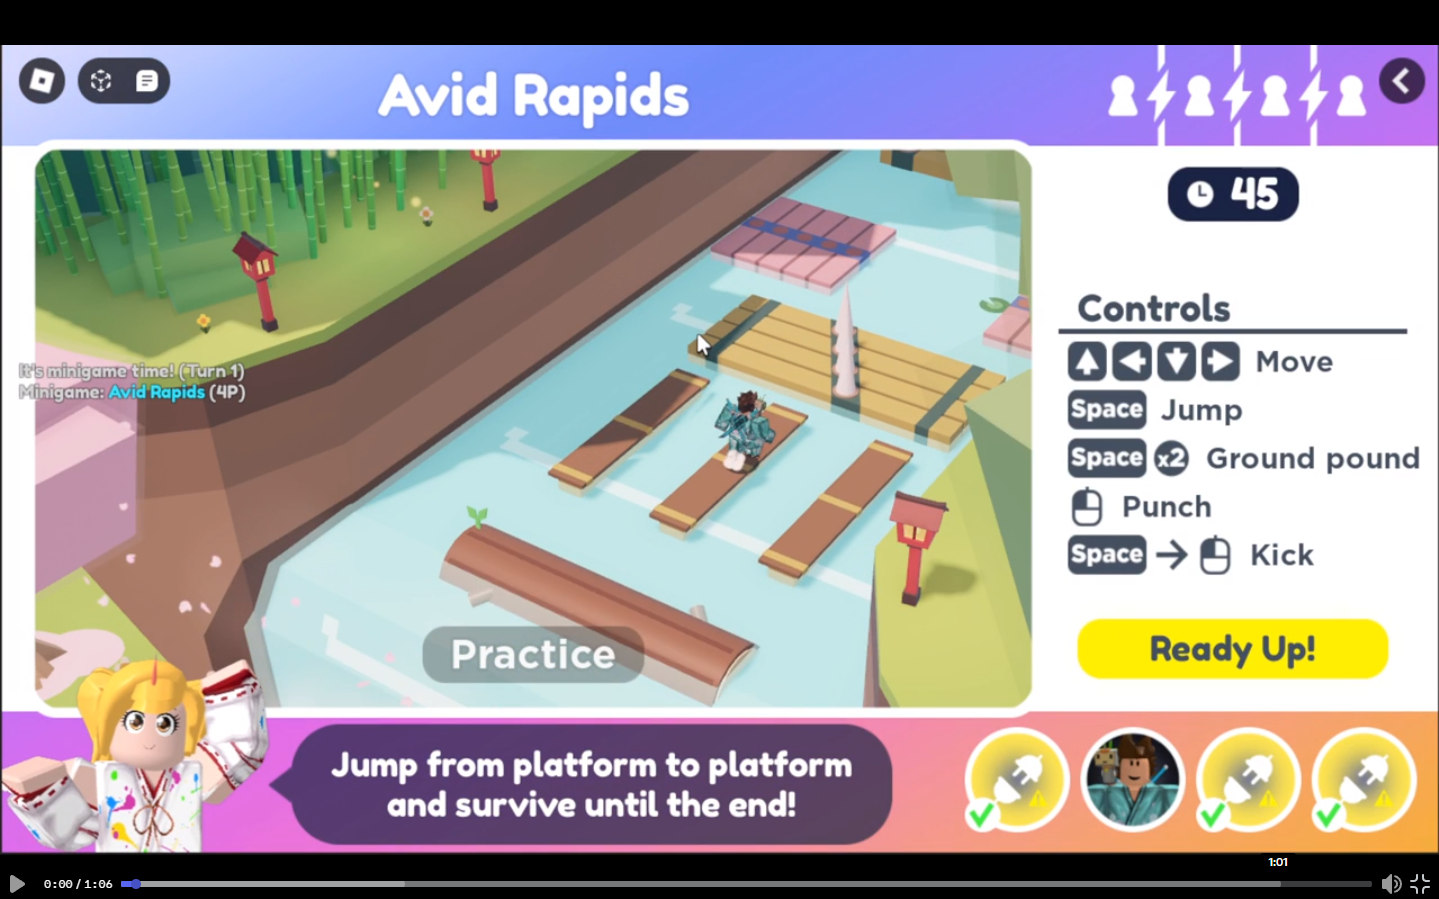 Avid Rapids
45
Controls
Move
Space Jump
Space x2 Ground pound
Punch
Space → Kick
It's minigame time! (Turn 1)
Minigame: Avid Rapids (4P)
Practice
Ready Up!
Jump from platform to platform
and survive until the end!
1:01
0:00 / 1:06